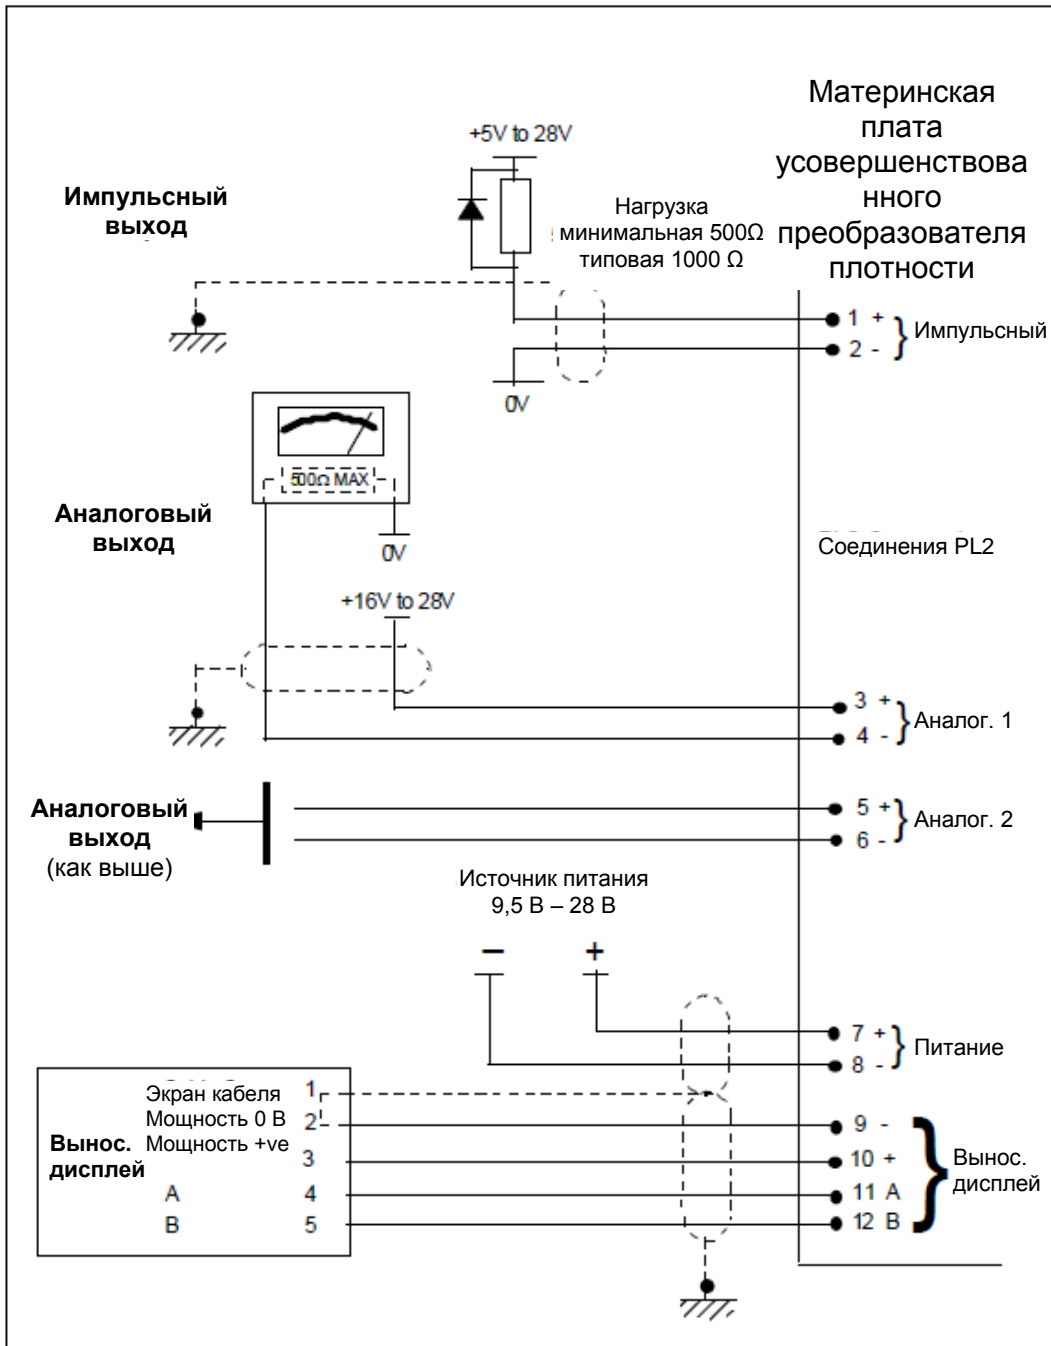 Материнская
плата
усовершенствова
нного
преобразователя
плотности
+5V to 28V
Импульсный
выход
Нагрузка
минимальная 500Ω
типовая 1000 Ω
1 +
2 -
Импульсный
0V
500Ω MAX
Аналоговый
выход
0V
Соединения PL2
+16V to 28V
3 +
4 -
Аналог. 1
Аналоговый
выход
(как выше)
5 +
6 -
Аналог. 2
Источник питания
9,5 В – 28 В
− +
7 +
8 -
Питание
Экран кабеля 1
Мощность 0 В 2
Мощность +ve 3
Вынос.
дисплей
A 4
B 5
9 -
10 +
11 A
12 B
Вынос.
дисплей